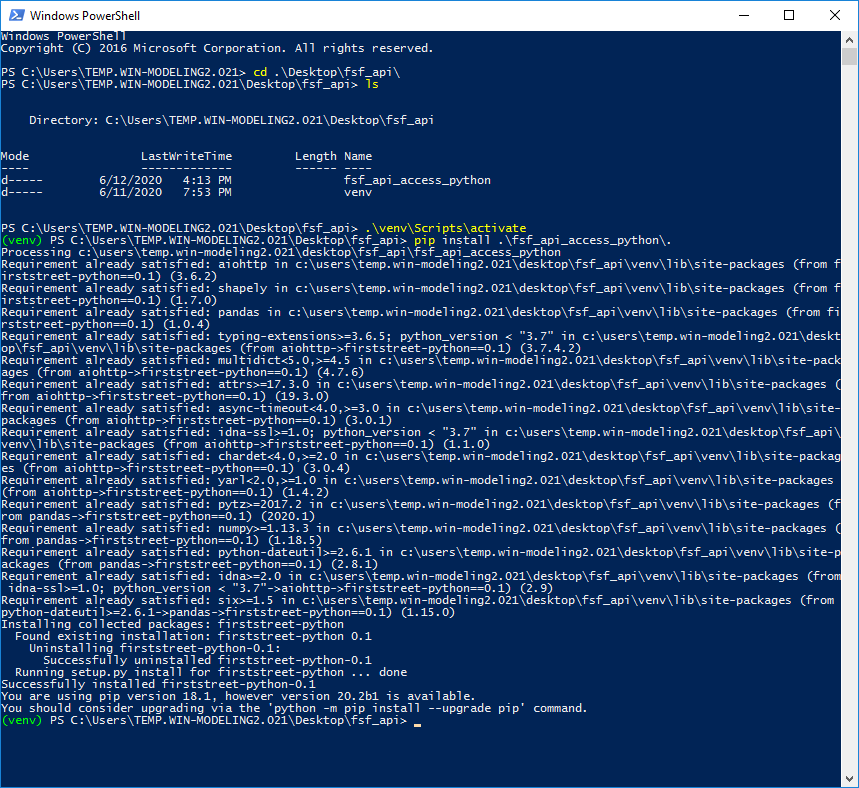 Windows PowerShell
Windows PowerShell
Copyright (C) 2016 Microsoft Corporation. All rights reserved.
PS C:\Users\TEMP.WIN-MODELING2.021> cd .\Desktop\fsf_api\
PS C:\Users\TEMP.WIN-MODELING2.021\Desktop\fsf_api> ls
Directory: C:\Users\TEMP.WIN-MODELING2.021\Desktop\fsf_api
Mode                LastWriteTime         Length Name
----                -------------         ------ ----
d-----        6/12/2020   4:13 PM                fsf_api_access_python
d-----        6/11/2020   7:53 PM                venv
PS C:\Users\TEMP.WIN-MODELING2.021\Desktop\fsf_api> .\venv\Scripts\activate
(venv) PS C:\Users\TEMP.WIN-MODELING2.021\Desktop\fsf_api> pip install .\fsf_api_access_python\.
Processing c:\users\temp.win-modeling2.021\desktop\fsf_api\fsf_api_access_python
Requirement already satisfied: aiohttp in c:\users\temp.win-modeling2.021\desktop\fsf_api\venv\lib\site-packages (from f
irststreet-python==0.1) (3.6.2)
Requirement already satisfied: shapely in c:\users\temp.win-modeling2.021\desktop\fsf_api\venv\lib\site-packages (from f
irststreet-python==0.1) (1.7.0)
Requirement already satisfied: pandas in c:\users\temp.win-modeling2.021\desktop\fsf_api\venv\lib\site-packages (from fi
rststreet-python==0.1) (1.0.4)
Requirement already satisfied: typing-extensions>=3.6.5; python_version < "3.7" in c:\users\temp.win-modeling2.021\deskt
op\fsf_api\venv\lib\site-packages (from aiohttp->firststreet-python==0.1) (3.7.4.2)
Requirement already satisfied: multidict<5.0,>=4.5 in c:\users\temp.win-modeling2.021\desktop\fsf_api\venv\lib\site-pack
ages (from aiohttp->firststreet-python==0.1) (4.7.6)
Requirement already satisfied: attrs>=17.3.0 in c:\users\temp.win-modeling2.021\desktop\fsf_api\venv\lib\site-packages (
from aiohttp->firststreet-python==0.1) (19.3.0)
Requirement already satisfied: async-timeout<4.0,>=3.0 in c:\users\temp.win-modeling2.021\desktop\fsf_api\venv\lib\site-
packages (from aiohttp->firststreet-python==0.1) (3.0.1)
Requirement already satisfied: idna-ssl>=1.0; python_version < "3.7" in c:\users\temp.win-modeling2.021\desktop\fsf_api\
venv\lib\site-packages (from aiohttp->firststreet-python==0.1) (1.1.0)
Requirement already satisfied: chardet<4.0,>=2.0 in c:\users\temp.win-modeling2.021\desktop\fsf_api\venv\lib\site-packag
es (from aiohttp->firststreet-python==0.1) (3.0.4)
Requirement already satisfied: yarl<2.0,>=1.0 in c:\users\temp.win-modeling2.021\desktop\fsf_api\venv\lib\site-packages
(from aiohttp->firststreet-python==0.1) (1.4.2)
Requirement already satisfied: pytz>=2017.2 in c:\users\temp.win-modeling2.021\desktop\fsf_api\venv\lib\site-packages (f
rom pandas->firststreet-python==0.1) (2020.1)
Requirement already satisfied: numpy>=1.13.3 in c:\users\temp.win-modeling2.021\desktop\fsf_api\venv\lib\site-packages (
from pandas->firststreet-python==0.1) (1.18.5)
Requirement already satisfied: python-dateutil>=2.6.1 in c:\users\temp.win-modeling2.021\desktop\fsf_api\venv\lib\site-p
ackages (from pandas->firststreet-python==0.1) (2.8.1)
Requirement already satisfied: idna>=2.0 in c:\users\temp.win-modeling2.021\desktop\fsf_api\venv\lib\site-packages (from
idna-ssl>=1.0; python_version < "3.7"->aiohttp->firststreet-python==0.1) (2.9)
Requirement already satisfied: six>=1.5 in c:\users\temp.win-modeling2.021\desktop\fsf_api\venv\lib\site-packages (from
python-dateutil>=2.6.1->pandas->firststreet-python==0.1) (1.15.0)
Installing collected packages: firststreet-python
Found existing installation: firststreet-python 0.1
Uninstalling firststreet-python-0.1:
Successfully uninstalled firststreet-python-0.1
Running setup.py install for firststreet-python ... done
Successfully installed firststreet-python-0.1
You are using pip version 18.1, however version 20.2b1 is available.
You should consider upgrading via the 'python -m pip install --upgrade pip' command.
(venv) PS C:\Users\TEMP.WIN-MODELING2.021\Desktop\fsf_api>